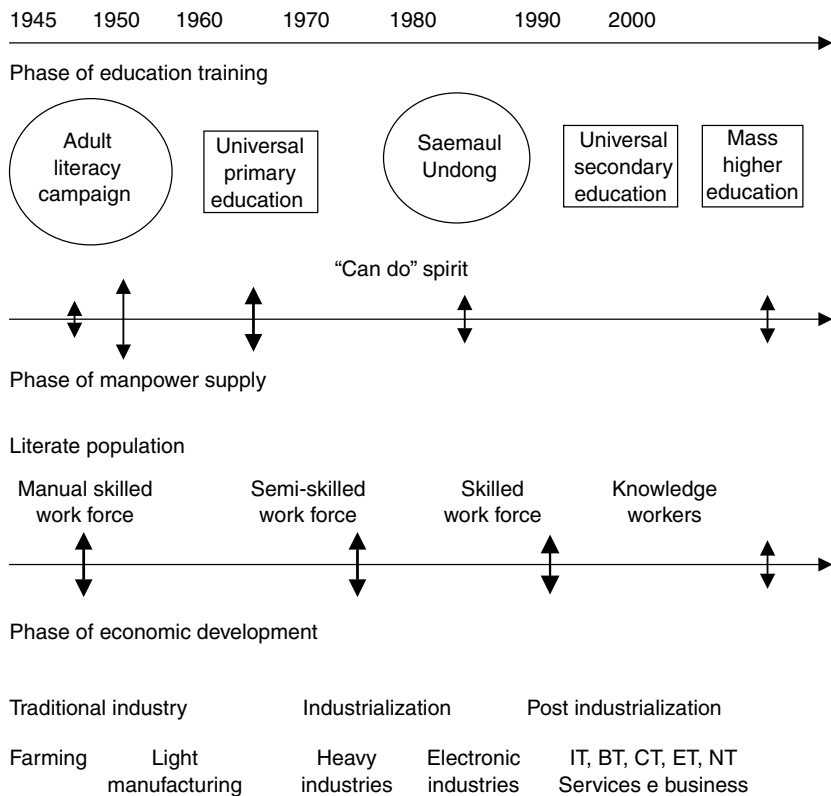 1945 1950 1960 1970 1980 1990 2000
Phase of education training
Adult
literacy
campaign
Universal
primary
education
Saemaul
Undong
Universal
secondary
education
Mass
higher
education
“Can do” spirit
Phase of manpower supply
Literate population
Manual skilled
work force
Semi-skilled
work force
Skilled
work force
Knowledge
workers
Phase of economic development
Traditional industry Industrialization Post industrialization
Farming
Light
manufacturing
Heavy
industries
Electronic
industries
IT, BT, CT, ET, NT
Services e business